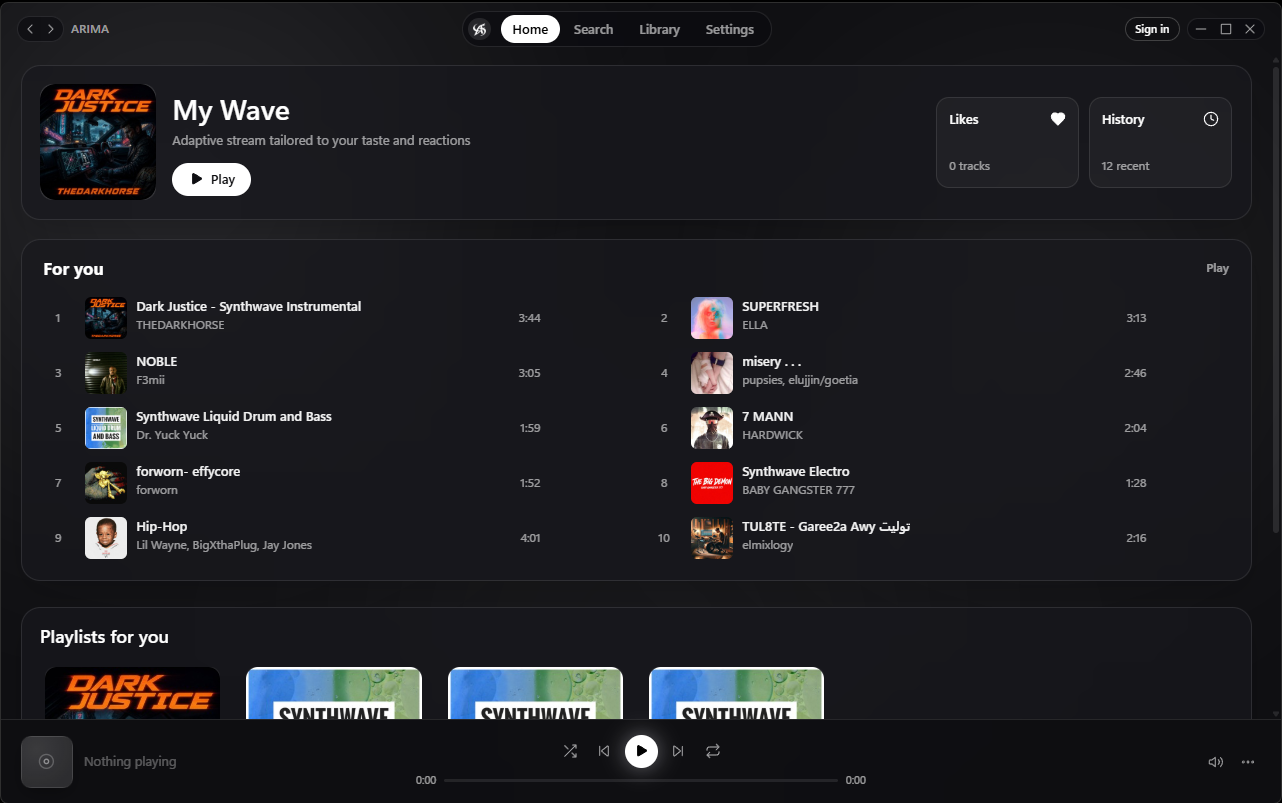 ARIMA
Home
Search
Library
Settings
Sign in
DARK
JUSTICE
THEDARKHORSE
My Wave
Adaptive stream tailored to your taste and reactions
Play
Likes
0 tracks
History
12 recent
For you
Play
1
DARK
JUSTICE
Dark Justice - Synthwave Instrumental
THEDARKHORSE
3:44
2
SUPERFRESH
ELLA
3:13
3
NOBLE
F3mii
3:05
4
misery . . .
pupsies, elujjin/goetia
2:46
5
SYNTHWAVE
LIQUID DRUM
AND BASS
Synthwave Liquid Drum and Bass
Dr. Yuck Yuck
1:59
6
7 MANN
HARDWICK
2:04
7
forworn- effycore
forworn
1:52
8
THE BIG DEMON
Synthwave Electro
BABY GANGSTER 777
1:28
9
Hip-Hop
Lil Wayne, BigXthaPlug, Jay Jones
4:01
10
TUL8TE - Garee2a Awy توليت
elmixlogy
2:16
Playlists for you
DARK
JUSTICE
SYNTHWAVE
SYNTHWAVE
SYNTHWAVE
Nothing playing
0:00
0:00